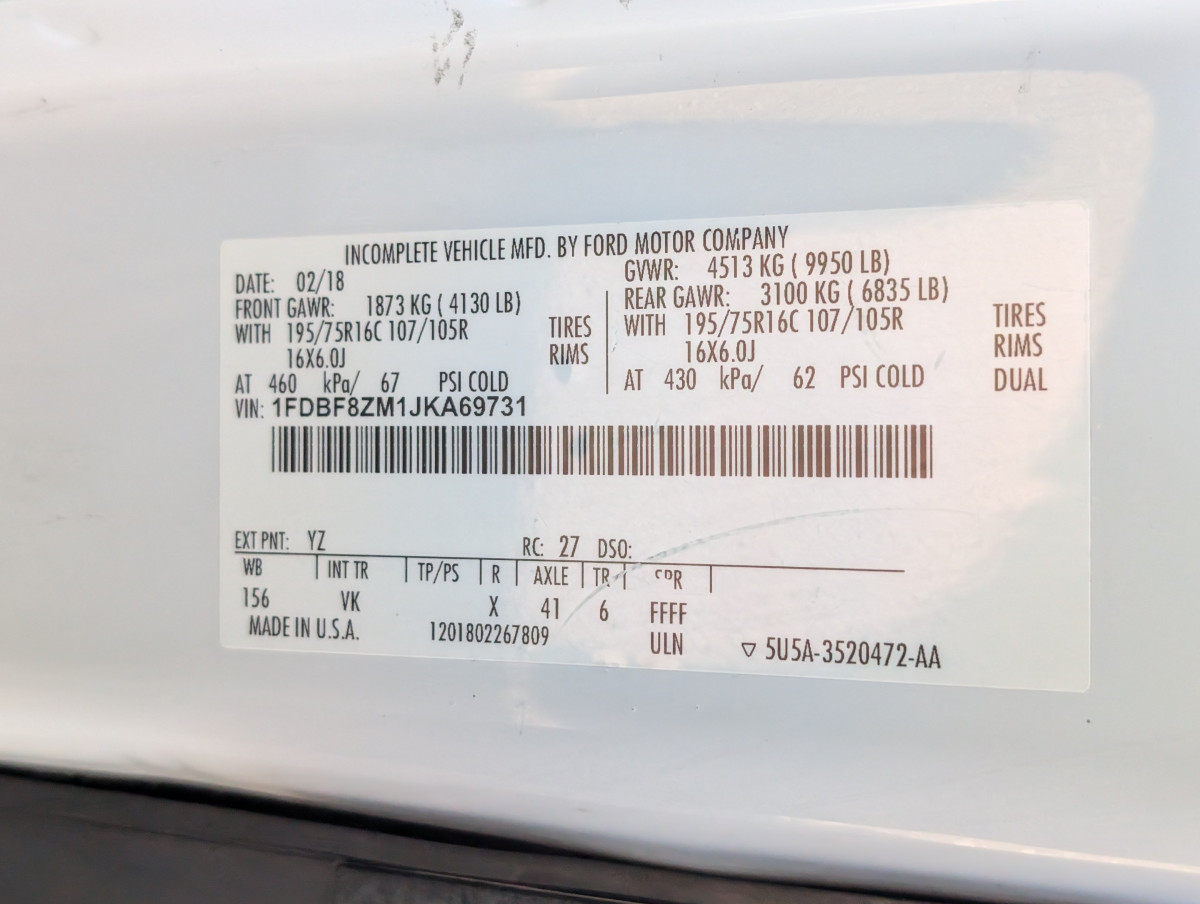 INCOMPLETE VEHICLE MFD. BY FORD MOTOR COMPANY
DATE: 02/18 GVWR: 4513 KG ( 9950 LB)
FRONT GAWR: 1873 KG ( 4130 LB) REAR GAWR: 3100 KG ( 6835 LB)
WITH 195/75R16C 107/105R TIRES WITH 195/75R16C 107/105R TIRES
16X6.0J RIMS 16X6.0J RIMS
AT 460 kPa/ 67 PSI COLD AT 430 kPa/ 62 PSI COLD DUAL
VIN: 1FDBF8ZM1JKA69731
EXT PNT: YZ RC: 27 DSO:
WB INT TR TP/PS R AXLE TR SPR
156 VK X 41 6 FFFF
MADE IN U.S.A. 1201802267809 ULN ▽ 5U5A-3520472-AA